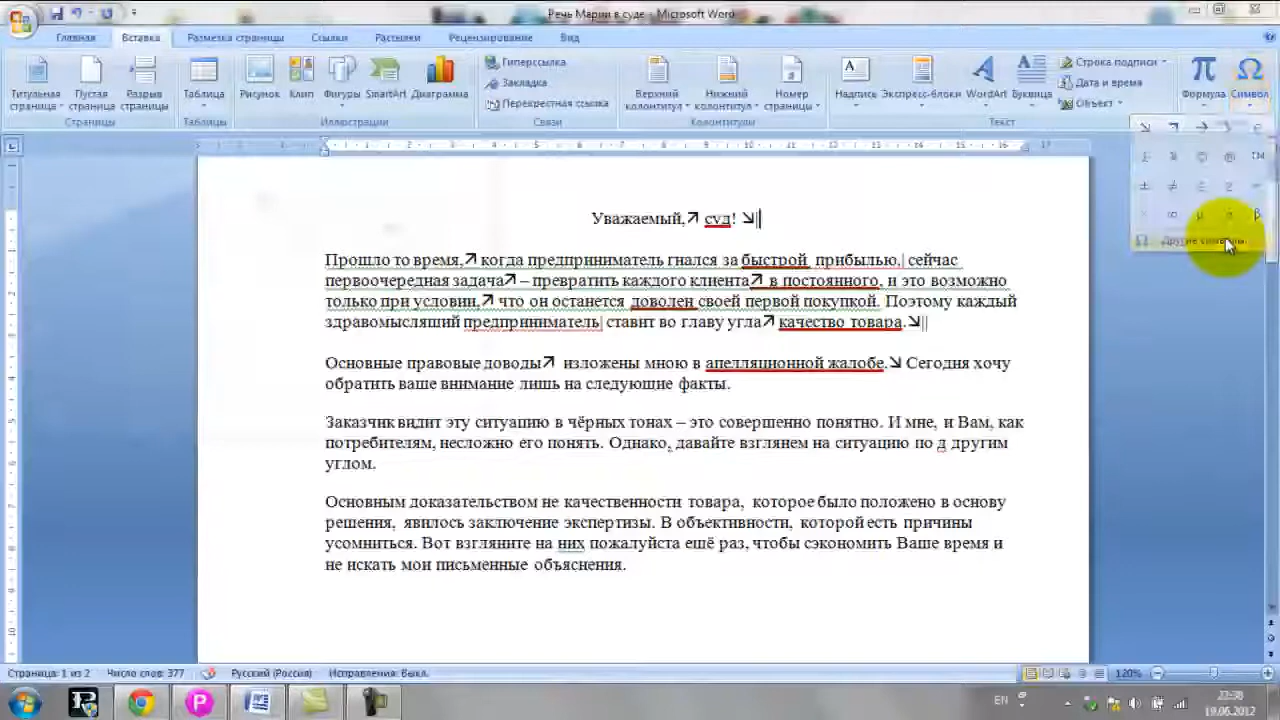 Речь Марии в суде - Microsoft Word
Главная Вставка Разметка страницы Ссылки Рассылки Рецензирование Вид
Титульная страница Пустая страница Разрыв страницы Таблица Рисунок Клип Фигуры SmartArt Диаграмма Гиперссылка Закладка Перекрестная ссылка Верхний колонтитул Нижний колонтитул Номер страницы Надпись Экспресс-блоки WordArt Буквица Строка подписи Дата и время Объект Формула Символ
Страницы Таблицы Иллюстрации Связи Колонтитулы Текст
Другие символы...
Уважаемый,↗ суд! ↘||
Прошло то время,↗ когда предприниматель гнался за быстрой прибылью,| сейчас
первоочередная задача↗ – превратить каждого клиента↗ в постоянного, и это возможно
только при условии,↗ что он останется доволен своей первой покупкой. Поэтому каждый
здравомыслящий предприниматель| ставит во главу угла↗ качество товара.↘||
Основные правовые доводы↗ изложены мною в апелляционной жалобе.↘ Сегодня хочу
обратить ваше внимание лишь на следующие факты.
Заказчик видит эту ситуацию в чёрных тонах – это совершенно понятно. И мне, и Вам, как
потребителям, несложно его понять. Однако, давайте взглянем на ситуацию по д другим
углом.
Основным доказательством не качественности товара, которое было положено в основу
решения, явилось заключение экспертизы. В объективности, которой есть причины
усомниться. Вот взгляните на них пожалуйста ещё раз, чтобы сэкономить Ваше время и
не искать мои письменные объяснения.
Страница: 1 из 2 Число слов: 377 Русский (Россия) Исправления: Выкл. 120%
EN 22:38
19.06.2012